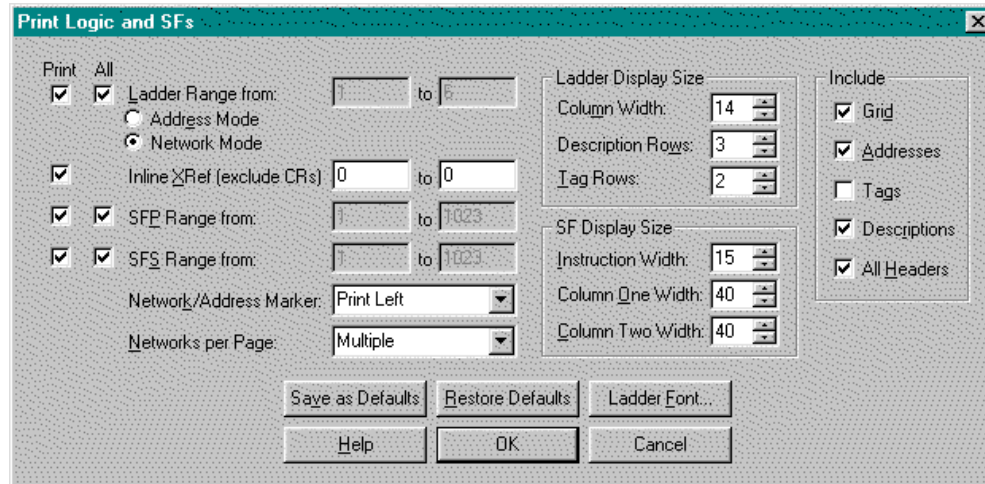 Print Logic and SFs
Print All
Ladder Range from: 1 to 6
Address Mode
Network Mode
Inline XRef (exclude CRs) 0 to 0
SFP Range from: 1 to 1023
SFS Range from: 1 to 1023
Network/Address Marker: Print Left
Networks per Page: Multiple
Ladder Display Size
Column Width: 14
Description Rows: 3
Tag Rows: 2
SF Display Size
Instruction Width: 15
Column One Width: 40
Column Two Width: 40
Include
Grid
Addresses
Tags
Descriptions
All Headers
Save as Defaults Restore Defaults Ladder Font...
Help OK Cancel